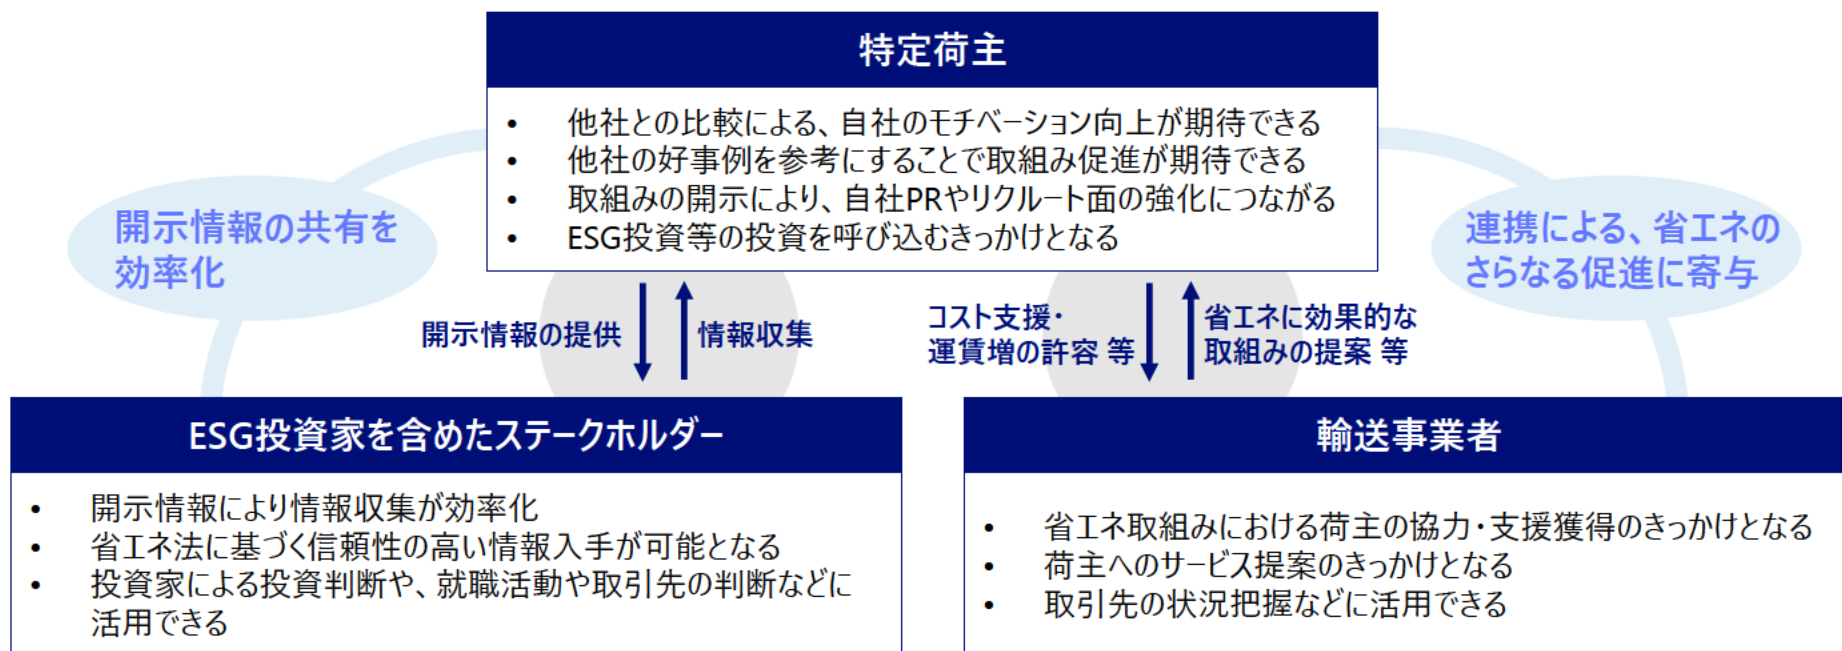 特定荷主
• 他社との比較による、自社のモチベーション向上が期待できる
• 他社の好事例を参考にすることで取組み促進が期待できる
• 取組みの開示により、自社PRやリクルート面の強化につながる
• ESG投資等の投資を呼び込むきっかけとなる
開示情報の共有を
効率化
連携による、省エネの
さらなる促進に寄与
開示情報の提供
情報収集
コスト支援・
運賃増の許容 等
省エネに効果的な
取組みの提案 等
ESG投資家を含めたステークホルダー
• 開示情報により情報収集が効率化
• 省エネ法に基づく信頼性の高い情報入手が可能となる
• 投資家による投資判断や、就職活動や取引先の判断などに
活用できる
輸送事業者
• 省エネ取組みにおける荷主の協力・支援獲得のきっかけとなる
• 荷主へのサービス提案のきっかけとなる
• 取引先の状況把握などに活用できる